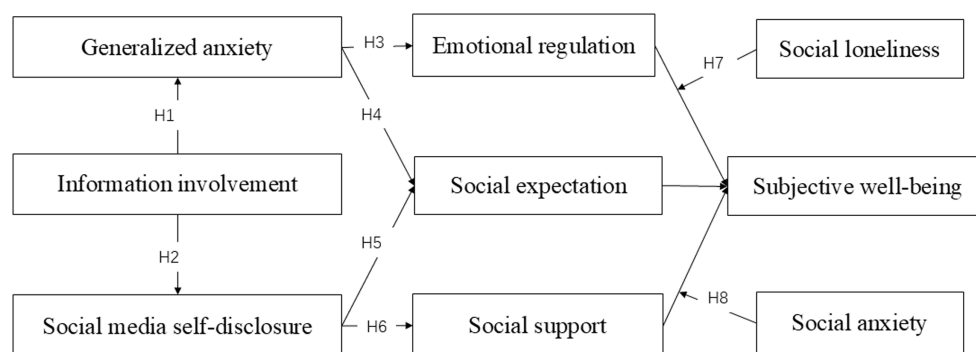 Generalized anxiety
H3
Emotional regulation
Social loneliness
H7
H1
H4
Information involvement
Social expectation
Subjective well-being
H2
H5
Social media self-disclosure
H6
Social support
H8
Social anxiety